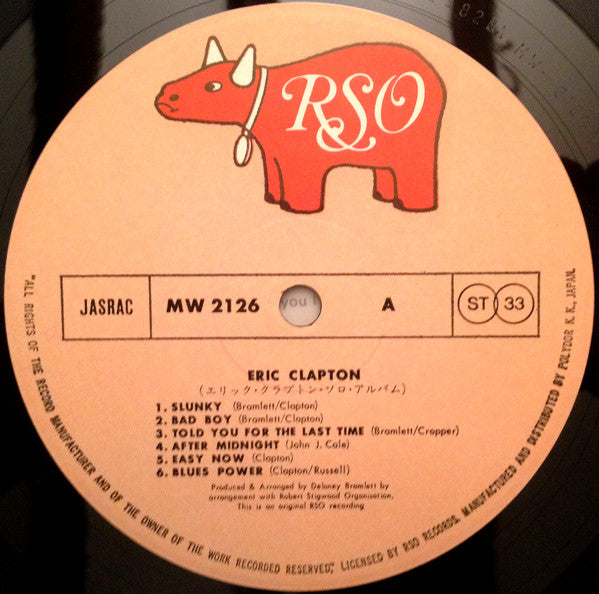 RSO
JASRAC
MW 2126
you
A
ST 33
ERIC CLAPTON
(エリック・クラプトン・ソロ・アルバム)
1. SLUNKY (Bramlett/Clapton)
2. BAD BOY (Bramlett/Clapton)
3. TOLD YOU FOR THE LAST TIME (Bramlett/Cropper)
4. AFTER MIDNIGHT (John J. Cale)
5. EASY NOW (Clapton)
6. BLUES POWER (Clapton/Russell)
Produced & Arranged by Delaney Bramlett by
arrangement with Robert Stigwood Organisation.
This is an original RSO recording
"ALL RIGHTS OF THE RECORD MANUFACTURER AND OF THE OWNER OF THE WORK RECORDED RESERVED", LICENSED BY RSO RECORDS. MANUFACTURED AND DISTRIBUTED BY POLYDOR K. K., JAPAN.